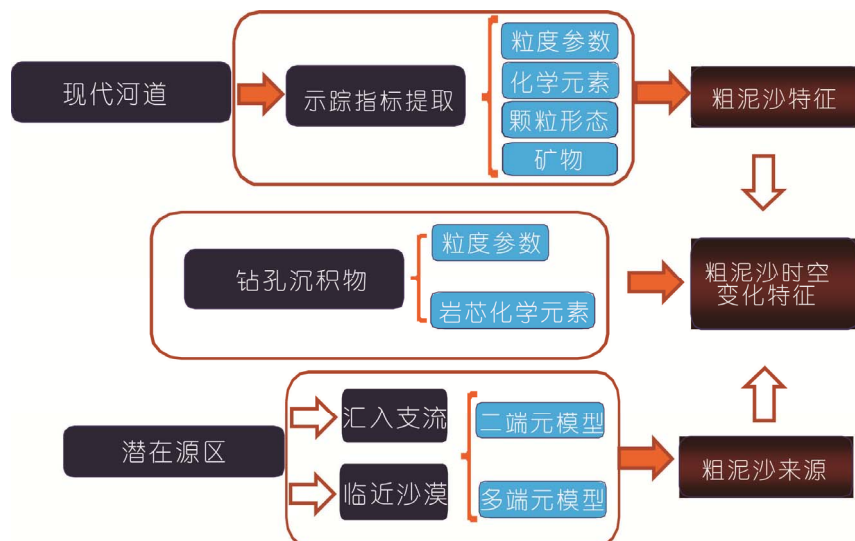 现代河道
示踪指标提取
粒度参数
化学元素
颗粒形态
矿物
粗泥沙特征
钻孔沉积物
粒度参数
岩芯化学元素
粗泥沙时空
变化特征
潜在源区
汇入支流
临近沙漠
二端元模型
多端元模型
粗泥沙来源